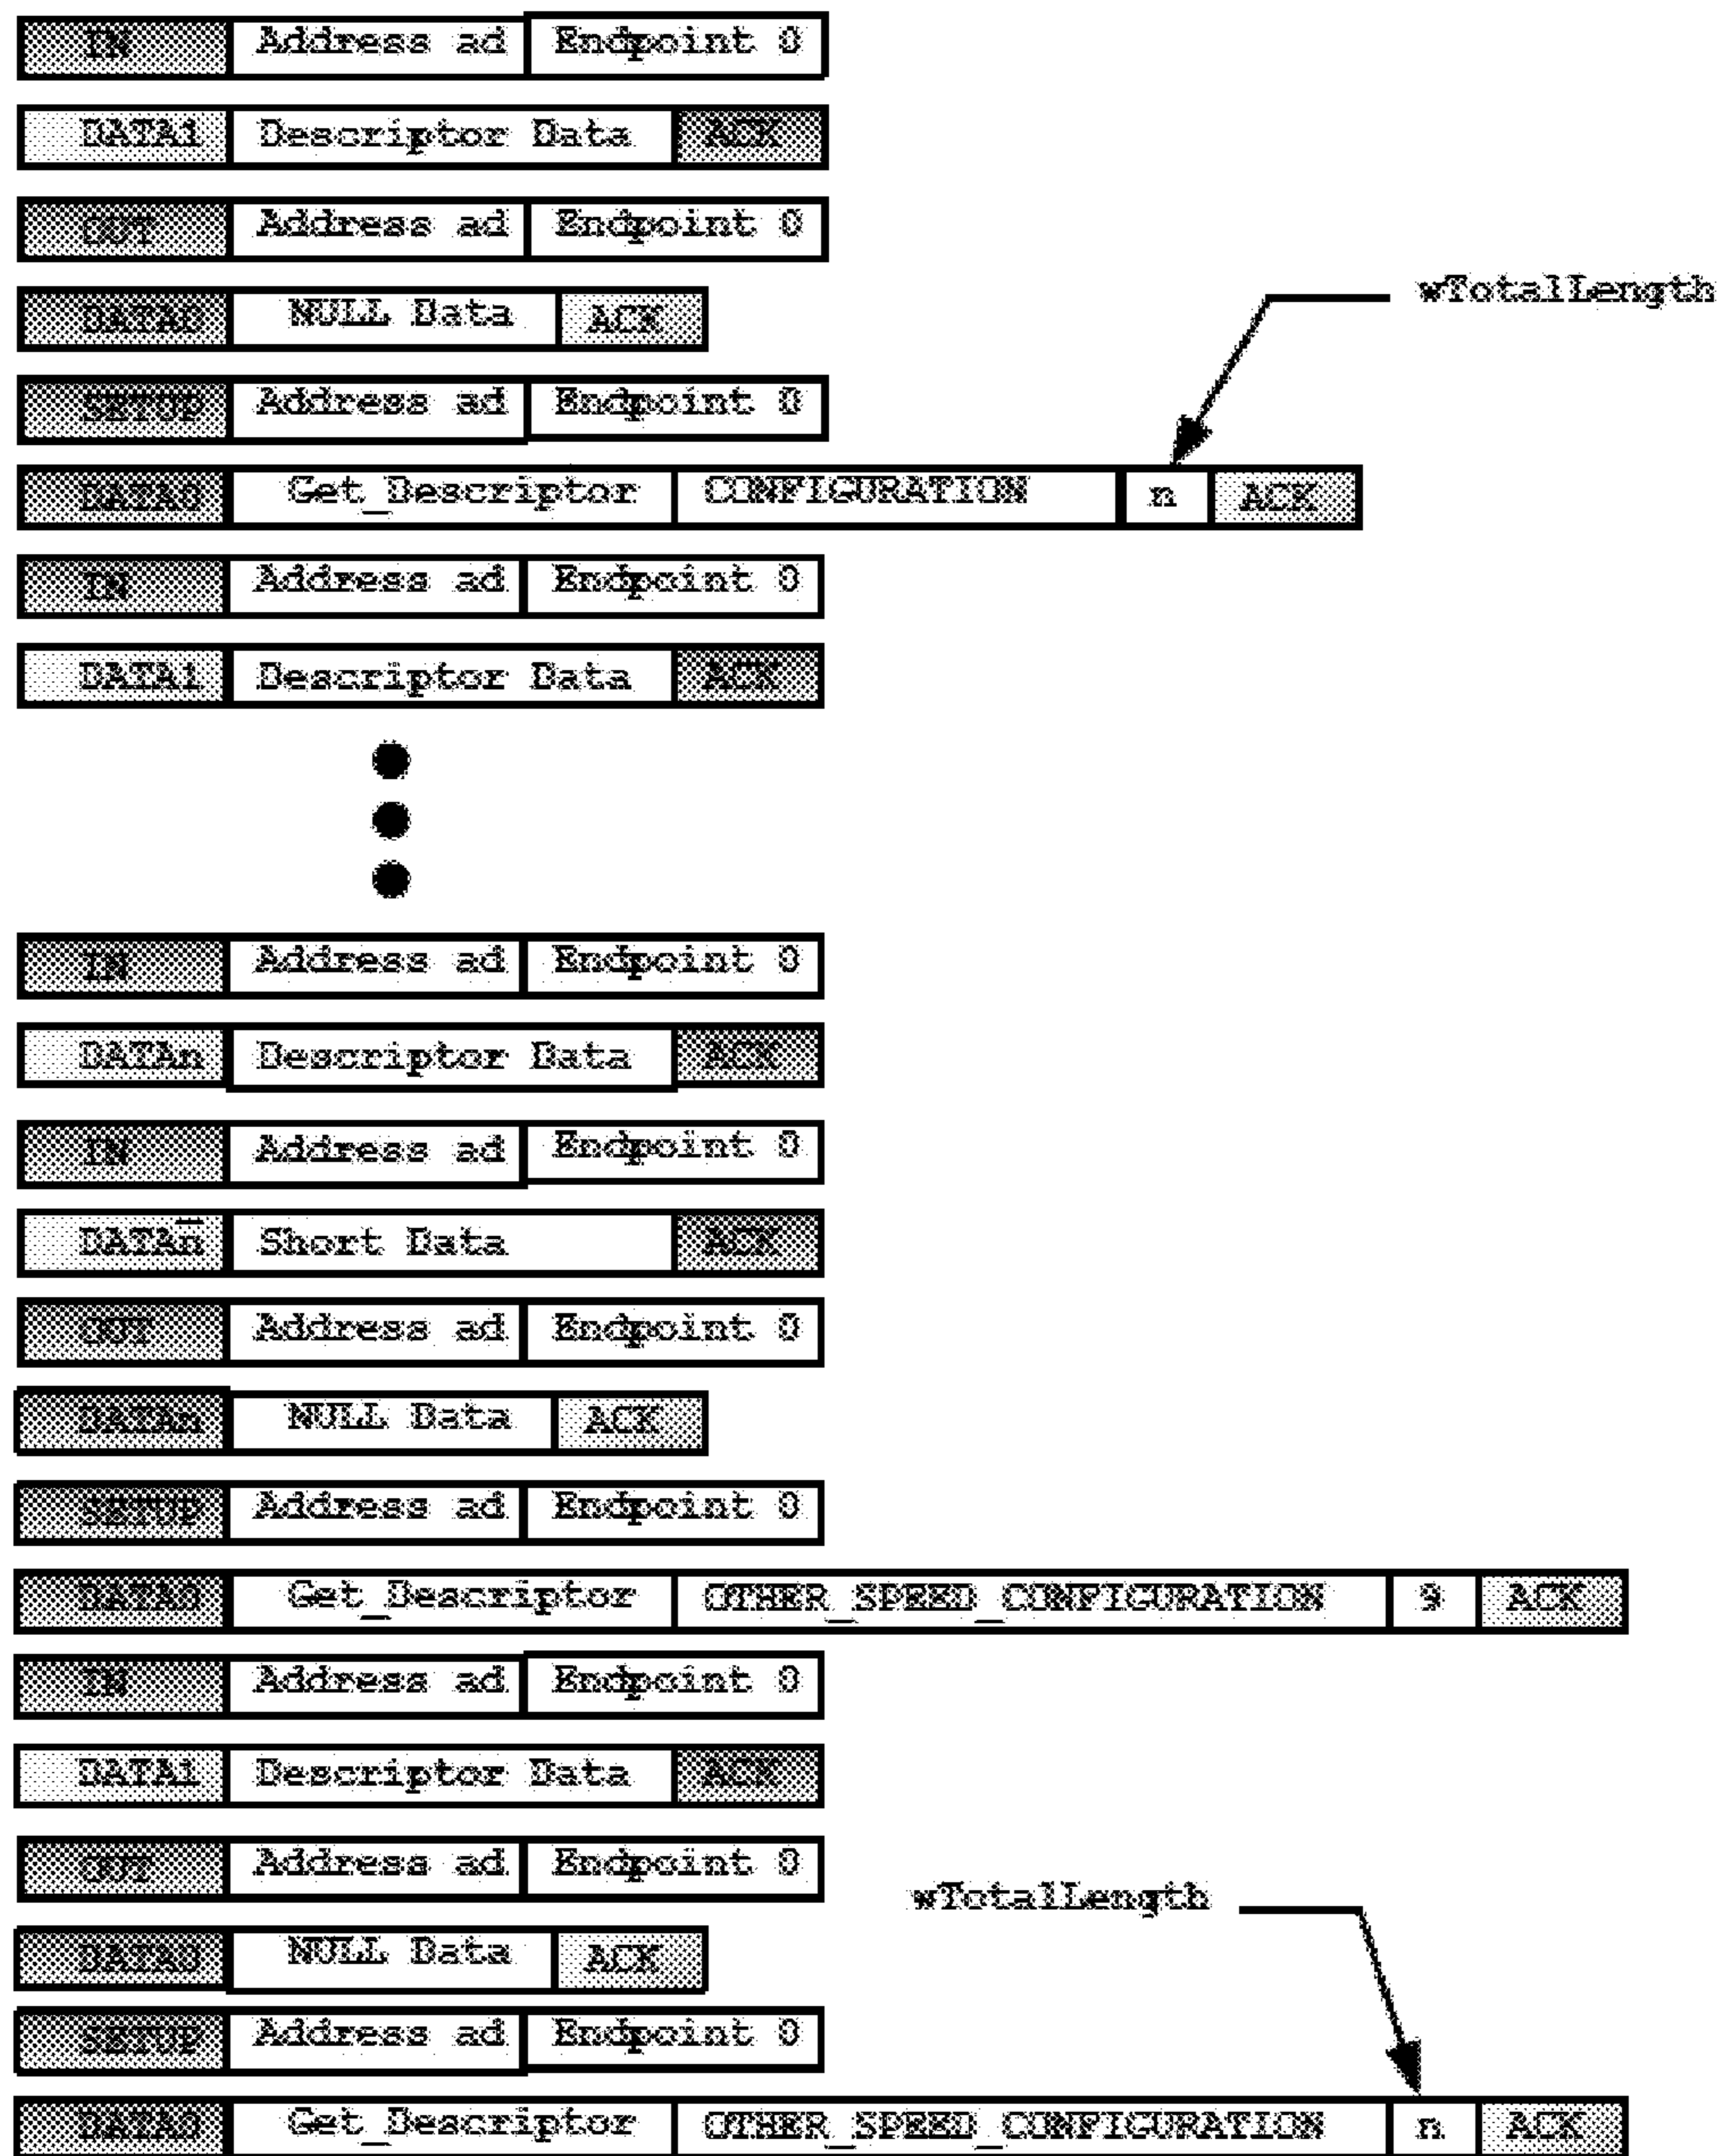 IN Address ad Endpoint 0
DATA1 Descriptor Data ACK
OUT Address ad Endpoint 0
wTotalLength
DATA0 NULL Data ACK
SETUP Address ad Endpoint 0
DATA0 Get_Descriptor CONFIGURATION n ACK
IN Address ad Endpoint 0
DATA1 Descriptor Data ACK
IN Address ad Endpoint 0
DATAn Descriptor Data ACK
IN Address ad Endpoint 0
DATAn̅ Short Data ACK
OUT Address ad Endpoint 0
DATAn NULL Data ACK
SETUP Address ad Endpoint 0
DATA0 Get_Descriptor OTHER_SPEED_CONFIGURATION 9 ACK
IN Address ad Endpoint 0
DATA1 Descriptor Data ACK
OUT Address ad Endpoint 0
wTotalLength
DATA0 NULL Data ACK
SETUP Address ad Endpoint 0
DATA0 Get_Descriptor OTHER_SPEED_CONFIGURATION n ACK